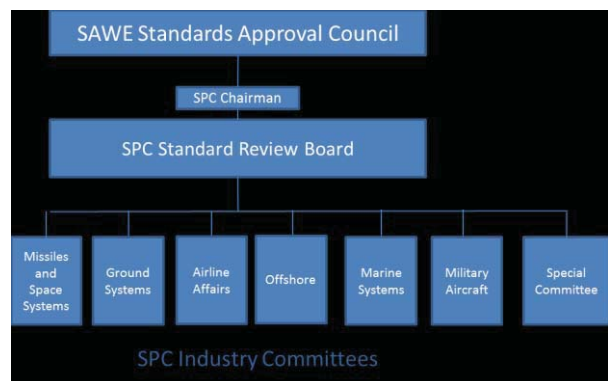 SAWE Standards Approval Council
SPC Chairman
SPC Standard Review Board
Missiles
and
Space
Systems
Ground
Systems
Airline
Affairs
Offshore
Marine
Systems
Military
Aircraft
Special
Committee
SPC Industry Committees